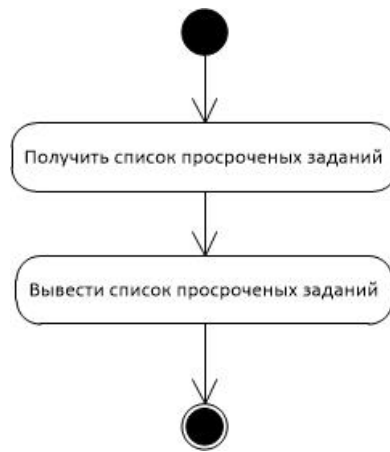 Получить список просроченых заданий
Вывести список просроченых заданий